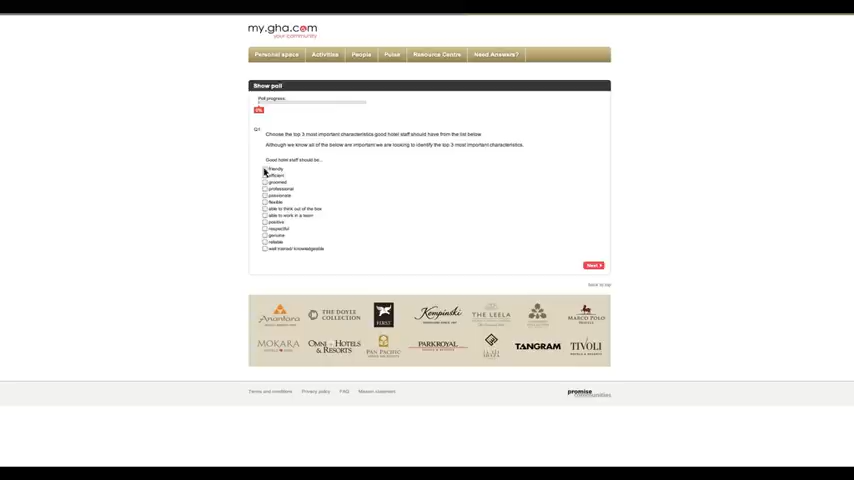 my.gha.com
your community
Personal space Activities People Pulse Resource Centre Need Answers?
Show poll
Poll progress:
0%
Q1
Choose the top 3 most important characteristics good hotel staff should have from the list below
Although we know all of the below are important we are looking to identify the top 3 most important characteristics.
Good hotel staff should be...
friendly
efficient
groomed
professional
passionate
flexible
able to think out of the box
able to work in a team
positive
respectful
genuine
reliable
well trained/ knowledgeable
Next
back to top
Anantara THE DOYLE COLLECTION FIRST Kempinski THE LEELA MARCO POLO
MOKARA OMNI • HOTELS & RESORTS PAN PACIFIC PARKROYAL TANGRAM TIVOLI
Terms and conditions Privacy policy FAQ Mission statement
promise communities